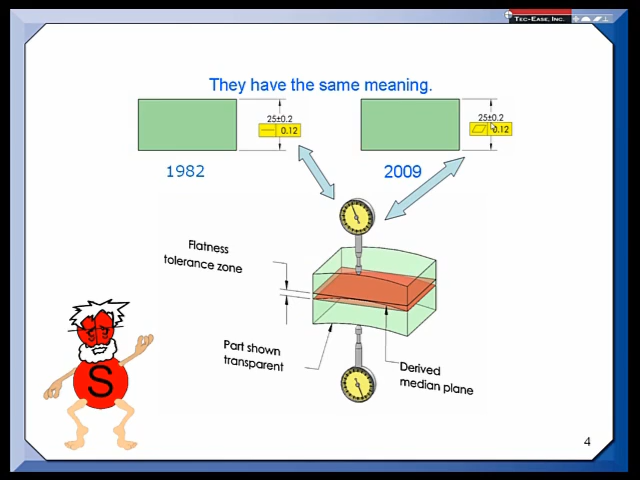 TEC-EASE, INC.
They have the same meaning.
25±0.2
0.12
25±0.2
0.12
1982
2009
Flatness
tolerance zone
Part shown
transparent
Derived
median plane
S
4